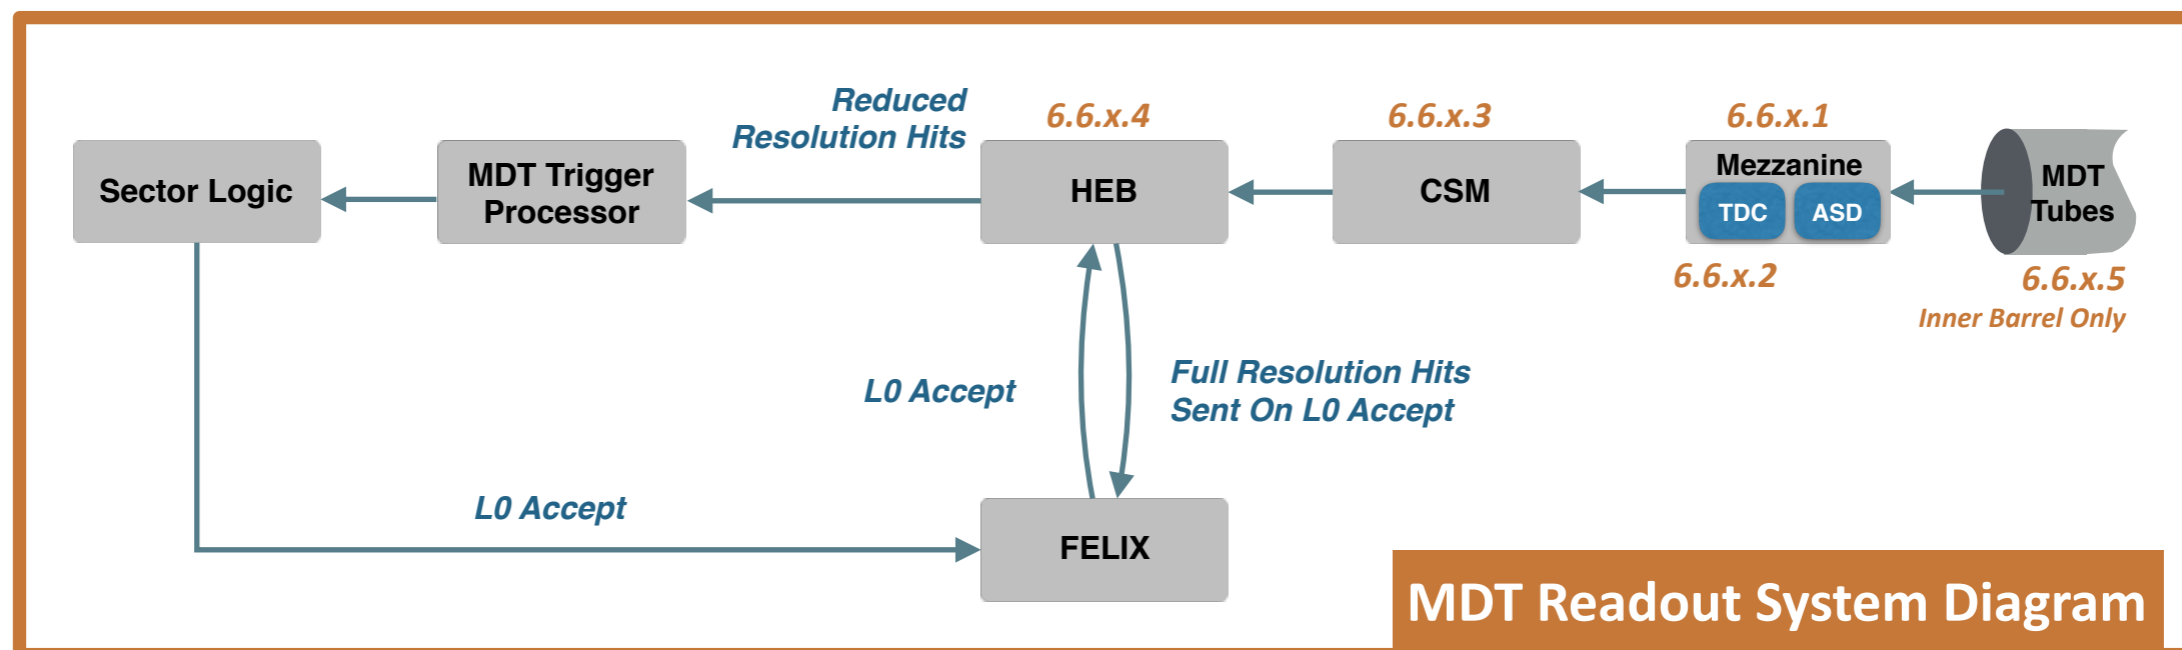 Reduced
Resolution Hits
6.6.x.4
6.6.x.3
6.6.x.1
Sector Logic
MDT Trigger
Processor
HEB
CSM
Mezzanine
TDC
ASD
MDT
Tubes
6.6.x.2
6.6.x.5
Inner Barrel Only
L0 Accept
Full Resolution Hits
Sent On L0 Accept
L0 Accept
FELIX
MDT Readout System Diagram